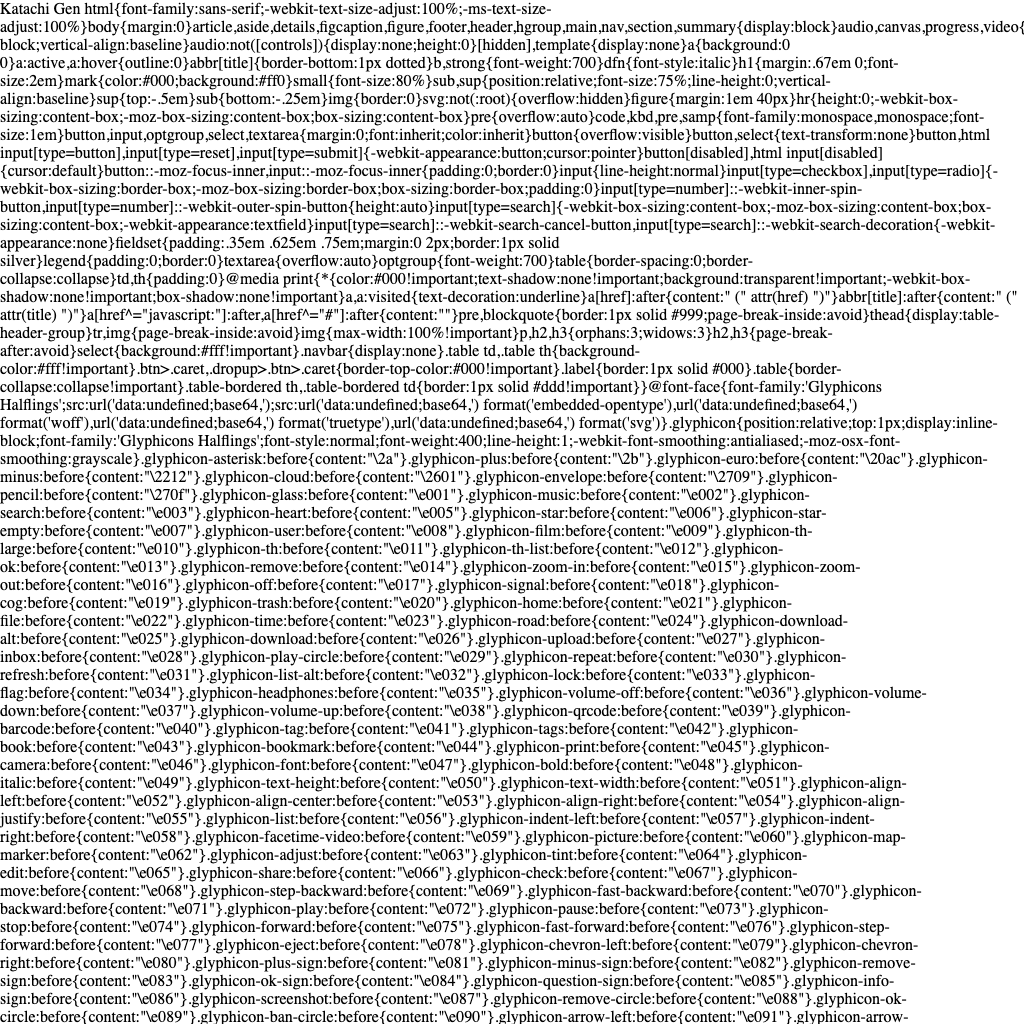 Katachi Gen html{font-family:sans-serif;-webkit-text-size-adjust:100%;-ms-text-size-
adjust:100%}body{margin:0}article,aside,details,figcaption,figure,footer,header,hgroup,main,nav,section,summary{display:block}audio,canvas,progress,video{
block;vertical-align:baseline}audio:not([controls]){display:none;height:0}[hidden],template{display:none}a{background:0
0}a:active,a:hover{outline:0}abbr[title]{border-bottom:1px dotted}b,strong{font-weight:700}dfn{font-style:italic}h1{margin:.67em 0;font-
size:2em}mark{color:#000;background:#ff0}small{font-size:80%}sub,sup{position:relative;font-size:75%;line-height:0;vertical-
align:baseline}sup{top:-.5em}sub{bottom:-.25em}img{border:0}svg:not(:root){overflow:hidden}figure{margin:1em 40px}hr{height:0;-webkit-box-
sizing:content-box;-moz-box-sizing:content-box;box-sizing:content-box}pre{overflow:auto}code,kbd,pre,samp{font-family:monospace,monospace;font-
size:1em}button,input,optgroup,select,textarea{margin:0;font:inherit;color:inherit}button{overflow:visible}button,select{text-transform:none}button,html
input[type=button],input[type=reset],input[type=submit]{-webkit-appearance:button;cursor:pointer}button[disabled],html input[disabled]
{cursor:default}button::-moz-focus-inner,input::-moz-focus-inner{padding:0;border:0}input{line-height:normal}input[type=checkbox],input[type=radio]{-
webkit-box-sizing:border-box;-moz-box-sizing:border-box;box-sizing:border-box;padding:0}input[type=number]::-webkit-inner-spin-
button,input[type=number]::-webkit-outer-spin-button{height:auto}input[type=search]{-webkit-box-sizing:content-box;-moz-box-sizing:content-box;box-
sizing:content-box;-webkit-appearance:textfield}input[type=search]::-webkit-search-cancel-button,input[type=search]::-webkit-search-decoration{-webkit-
appearance:none}fieldset{padding:.35em .625em .75em;margin:0 2px;border:1px solid
silver}legend{padding:0;border:0}textarea{overflow:auto}optgroup{font-weight:700}table{border-spacing:0;border-
collapse:collapse}td,th{padding:0}@media print{*{color:#000!important;text-shadow:none!important;background:transparent!important;-webkit-box-
shadow:none!important;box-shadow:none!important}a,a:visited{text-decoration:underline}a[href]:after{content:" (" attr(href) ")"}abbr[title]:after{content:" ("
attr(title) ")"}a[href^="javascript:"]:after,a[href^="#"]:after{content:""}pre,blockquote{border:1px solid #999;page-break-inside:avoid}thead{display:table-
header-group}tr,img{page-break-inside:avoid}img{max-width:100%!important}p,h2,h3{orphans:3;widows:3}h2,h3{page-break-
after:avoid}select{background:#fff!important}.navbar{display:none}.table td,.table th{background-
color:#fff!important}.btn>.caret,.dropup>.btn>.caret{border-top-color:#000!important}.label{border:1px solid #000}.table{border-
collapse:collapse!important}.table-bordered th,.table-bordered td{border:1px solid #ddd!important}}@font-face{font-family:'Glyphicons
Halflings';src:url('data:undefined;base64,');src:url('data:undefined;base64,') format('embedded-opentype'),url('data:undefined;base64,')
format('woff'),url('data:undefined;base64,') format('truetype'),url('data:undefined;base64,') format('svg')}.glyphicon{position:relative;top:1px;display:inline-
block;font-family:'Glyphicons Halflings';font-style:normal;font-weight:400;line-height:1;-webkit-font-smoothing:antialiased;-moz-osx-font-
smoothing:grayscale}.glyphicon-asterisk:before{content:"\2a"}.glyphicon-plus:before{content:"\2b"}.glyphicon-euro:before{content:"\20ac"}.glyphicon-
minus:before{content:"\2212"}.glyphicon-cloud:before{content:"\2601"}.glyphicon-envelope:before{content:"\2709"}.glyphicon-
pencil:before{content:"\270f"}.glyphicon-glass:before{content:"\e001"}.glyphicon-music:before{content:"\e002"}.glyphicon-
search:before{content:"\e003"}.glyphicon-heart:before{content:"\e005"}.glyphicon-star:before{content:"\e006"}.glyphicon-star-
empty:before{content:"\e007"}.glyphicon-user:before{content:"\e008"}.glyphicon-film:before{content:"\e009"}.glyphicon-th-
large:before{content:"\e010"}.glyphicon-th:before{content:"\e011"}.glyphicon-th-list:before{content:"\e012"}.glyphicon-
ok:before{content:"\e013"}.glyphicon-remove:before{content:"\e014"}.glyphicon-zoom-in:before{content:"\e015"}.glyphicon-zoom-
out:before{content:"\e016"}.glyphicon-off:before{content:"\e017"}.glyphicon-signal:before{content:"\e018"}.glyphicon-
cog:before{content:"\e019"}.glyphicon-trash:before{content:"\e020"}.glyphicon-home:before{content:"\e021"}.glyphicon-
file:before{content:"\e022"}.glyphicon-time:before{content:"\e023"}.glyphicon-road:before{content:"\e024"}.glyphicon-download-
alt:before{content:"\e025"}.glyphicon-download:before{content:"\e026"}.glyphicon-upload:before{content:"\e027"}.glyphicon-
inbox:before{content:"\e028"}.glyphicon-play-circle:before{content:"\e029"}.glyphicon-repeat:before{content:"\e030"}.glyphicon-
refresh:before{content:"\e031"}.glyphicon-list-alt:before{content:"\e032"}.glyphicon-lock:before{content:"\e033"}.glyphicon-
flag:before{content:"\e034"}.glyphicon-headphones:before{content:"\e035"}.glyphicon-volume-off:before{content:"\e036"}.glyphicon-volume-
down:before{content:"\e037"}.glyphicon-volume-up:before{content:"\e038"}.glyphicon-qrcode:before{content:"\e039"}.glyphicon-
barcode:before{content:"\e040"}.glyphicon-tag:before{content:"\e041"}.glyphicon-tags:before{content:"\e042"}.glyphicon-
book:before{content:"\e043"}.glyphicon-bookmark:before{content:"\e044"}.glyphicon-print:before{content:"\e045"}.glyphicon-
camera:before{content:"\e046"}.glyphicon-font:before{content:"\e047"}.glyphicon-bold:before{content:"\e048"}.glyphicon-
italic:before{content:"\e049"}.glyphicon-text-height:before{content:"\e050"}.glyphicon-text-width:before{content:"\e051"}.glyphicon-align-
left:before{content:"\e052"}.glyphicon-align-center:before{content:"\e053"}.glyphicon-align-right:before{content:"\e054"}.glyphicon-align-
justify:before{content:"\e055"}.glyphicon-list:before{content:"\e056"}.glyphicon-indent-left:before{content:"\e057"}.glyphicon-indent-
right:before{content:"\e058"}.glyphicon-facetime-video:before{content:"\e059"}.glyphicon-picture:before{content:"\e060"}.glyphicon-map-
marker:before{content:"\e062"}.glyphicon-adjust:before{content:"\e063"}.glyphicon-tint:before{content:"\e064"}.glyphicon-
edit:before{content:"\e065"}.glyphicon-share:before{content:"\e066"}.glyphicon-check:before{content:"\e067"}.glyphicon-
move:before{content:"\e068"}.glyphicon-step-backward:before{content:"\e069"}.glyphicon-fast-backward:before{content:"\e070"}.glyphicon-
backward:before{content:"\e071"}.glyphicon-play:before{content:"\e072"}.glyphicon-pause:before{content:"\e073"}.glyphicon-
stop:before{content:"\e074"}.glyphicon-forward:before{content:"\e075"}.glyphicon-fast-forward:before{content:"\e076"}.glyphicon-step-
forward:before{content:"\e077"}.glyphicon-eject:before{content:"\e078"}.glyphicon-chevron-left:before{content:"\e079"}.glyphicon-chevron-
right:before{content:"\e080"}.glyphicon-plus-sign:before{content:"\e081"}.glyphicon-minus-sign:before{content:"\e082"}.glyphicon-remove-
sign:before{content:"\e083"}.glyphicon-ok-sign:before{content:"\e084"}.glyphicon-question-sign:before{content:"\e085"}.glyphicon-info-
sign:before{content:"\e086"}.glyphicon-screenshot:before{content:"\e087"}.glyphicon-remove-circle:before{content:"\e088"}.glyphicon-ok-
circle:before{content:"\e089"}.glyphicon-ban-circle:before{content:"\e090"}.glyphicon-arrow-left:before{content:"\e091"}.glyphicon-arrow-